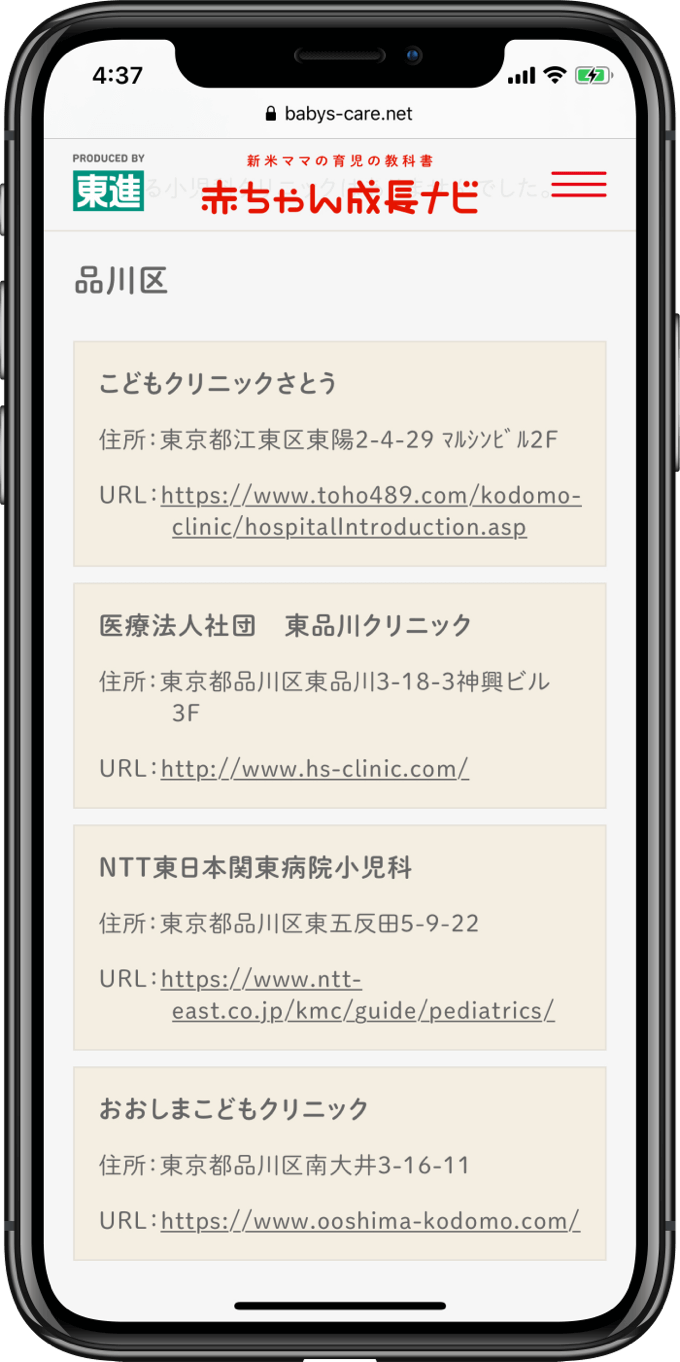 4:37
babys-care.net
PRODUCED BY
東進
新米ママの育児の教科書
赤ちゃん成長ナビ
品川区
こどもクリニックさとう
住所：東京都江東区東陽2-4-29 ﾏﾙｼﾝﾋﾞﾙ2F
URL：https://www.toho489.com/kodomo-
clinic/hospitalIntroduction.asp
医療法人社団　東品川クリニック
住所：東京都品川区東品川3-18-3神興ビル
3F
URL：http://www.hs-clinic.com/
NTT東日本関東病院小児科
住所：東京都品川区東五反田5-9-22
URL：https://www.ntt-
east.co.jp/kmc/guide/pediatrics/
おおしまこどもクリニック
住所：東京都品川区南大井3-16-11
URL：https://www.ooshima-kodomo.com/